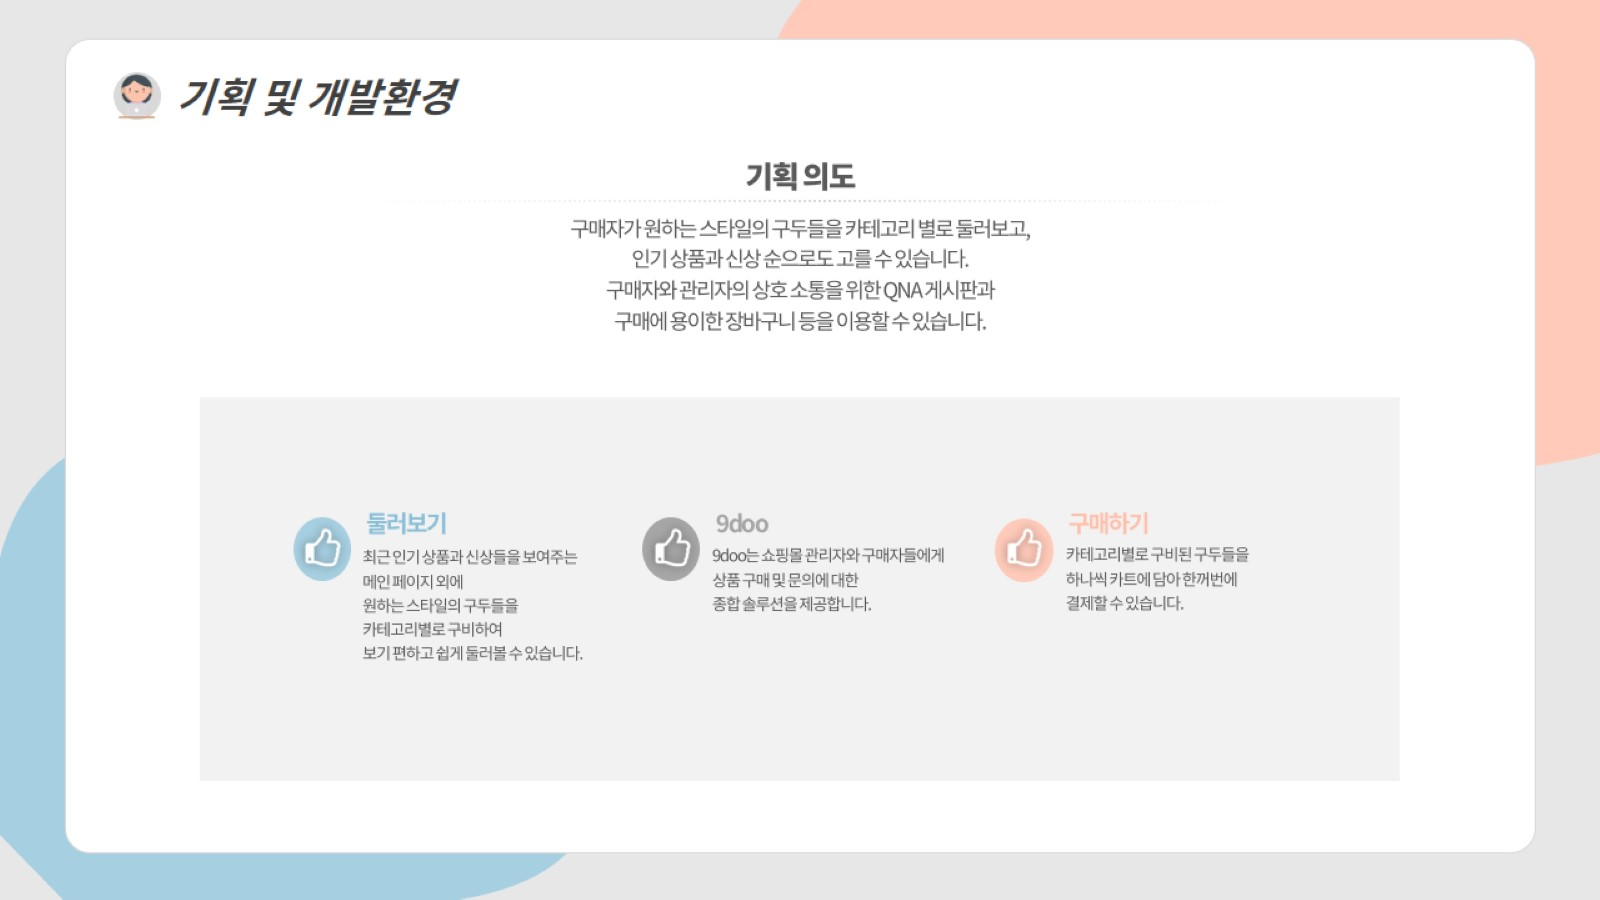 기획 및 개발환경
기획 의도
구매자가 원하는 스타일의 구두들을 카테고리 별로 둘러보고,
인기 상품과 신상 순으로도 고를 수 있습니다.
구매자와 관리자의 상호 소통을 위한 QNA 게시판과
구매에 용이한 장바구니 등을 이용할 수 있습니다.
둘러보기
최근 인기 상품과 신상들을 보여주는
메인 페이지 외에
원하는 스타일의 구두들을
카테고리별로 구비하여
보기 편하고 쉽게 둘러볼 수 있습니다.
9doo
9doo는 쇼핑몰 관리자와 구매자들에게
상품 구매 및 문의에 대한
종합 솔루션을 제공합니다.
구매하기
카테고리별로 구비된 구두들을
하나씩 카트에 담아 한꺼번에
결제할 수 있습니다.